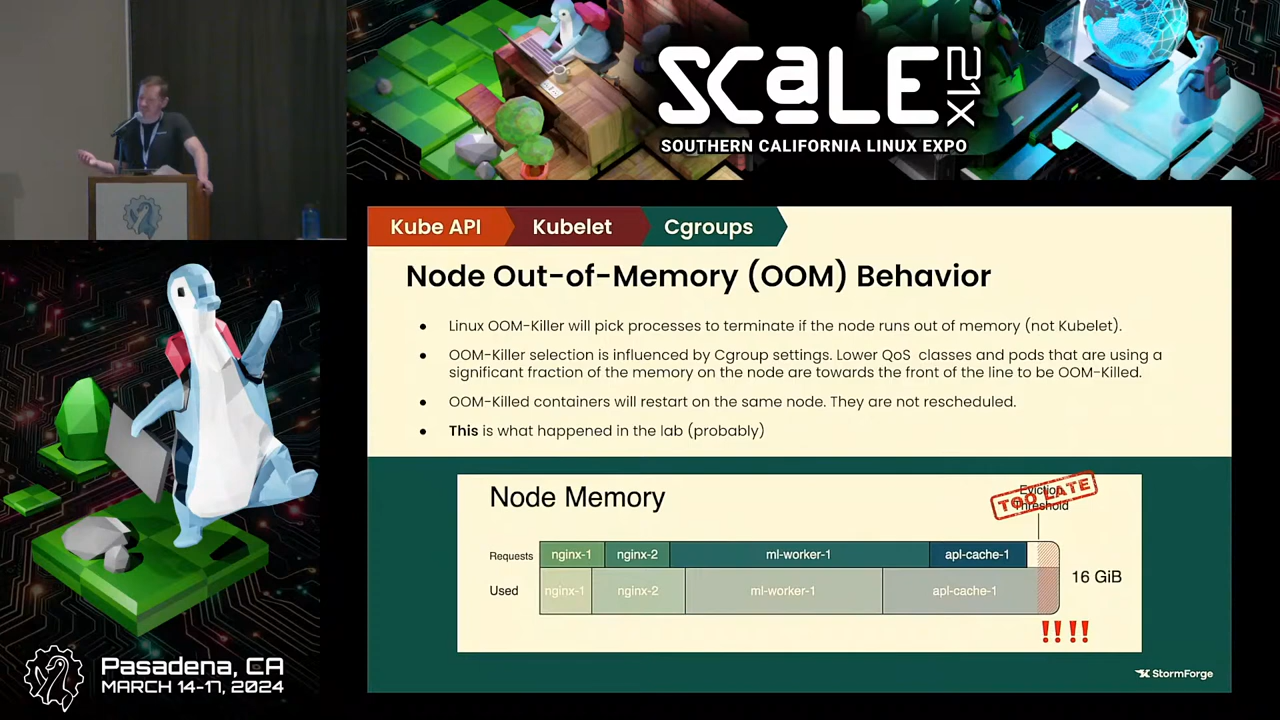 SCaLE 21x
SOUTHERN CALIFORNIA LINUX EXPO
Kube API
Kubelet
Cgroups
Node Out-of-Memory (OOM) Behavior
• Linux OOM-Killer will pick processes to terminate if the node runs out of memory (not Kubelet).
• OOM-Killer selection is influenced by Cgroup settings. Lower QoS classes and pods that are using a
significant fraction of the memory on the node are towards the front of the line to be OOM-Killed.
• OOM-Killed containers will restart on the same node. They are not rescheduled.
• This is what happened in the lab (probably)
Node Memory
Eviction
Threshold
TOO LATE
Requests
nginx-1
nginx-2
ml-worker-1
apl-cache-1
Used
nginx-1
nginx-2
ml-worker-1
apl-cache-1
16 GiB
!!!!
StormForge
Pasadena, CA
MARCH 14-17, 2024